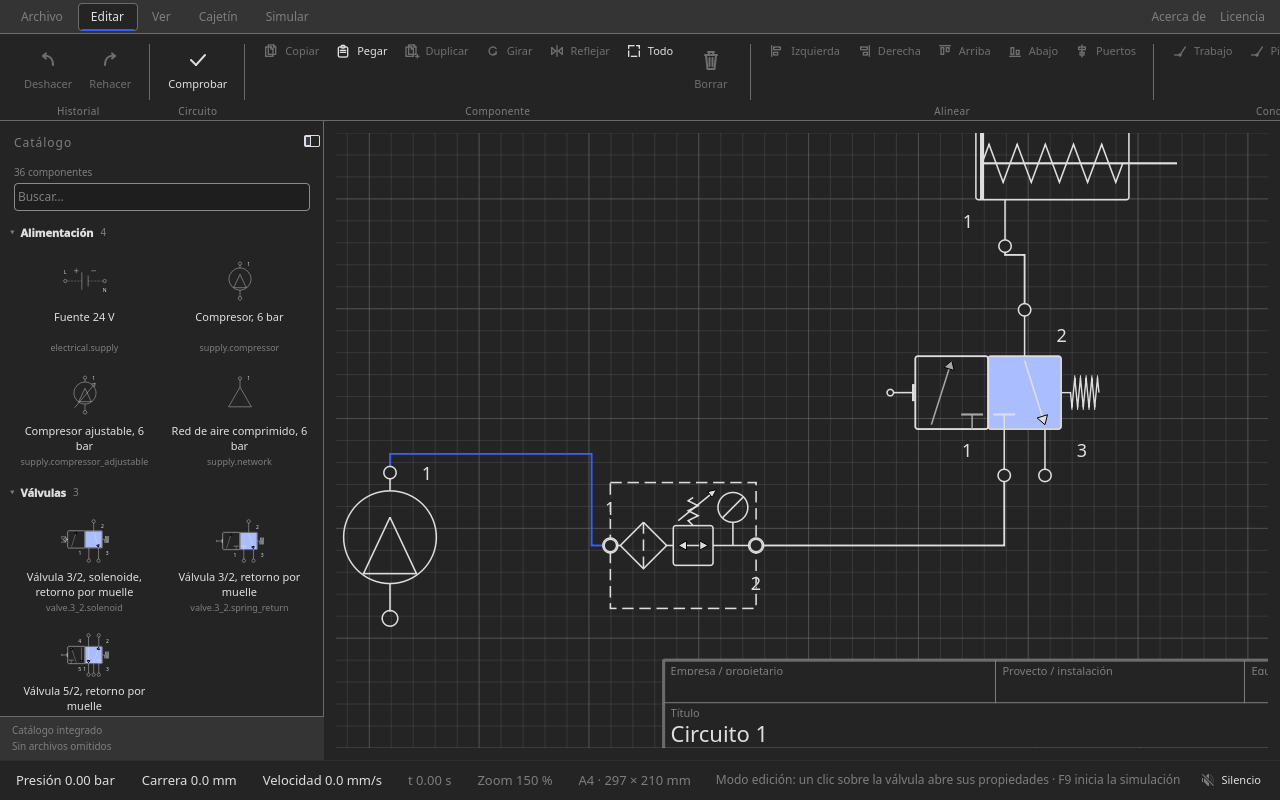 Archivo
Editar
Ver
Cajetín
Simular
Acerca de
Licencia
Deshacer
Rehacer
Historial
Comprobar
Circuito
Copiar
Pegar
Duplicar
Girar
Reflejar
Todo
Borrar
Componente
Izquierda
Derecha
Arriba
Abajo
Puertos
Alinear
Trabajo
Catálogo
36 componentes
Buscar...
Alimentación 4
Fuente 24 V
electrical.supply
Compresor, 6 bar
supply.compressor
Compresor ajustable, 6
bar
supply.compressor_adjustable
Red de aire comprimido, 6
bar
supply.network
Válvulas 3
Válvula 3/2, solenoide,
retorno por muelle
valve.3_2.solenoid
Válvula 3/2, retorno por
muelle
valve.3_2.spring_return
Válvula 5/2, retorno por
muelle
Catálogo integrado
Sin archivos omitidos
1
2
1
3
1
1
2
Empresa / propietario
Proyecto / instalación
Título
Circuito 1
Presión 0.00 bar
Carrera 0.0 mm
Velocidad 0.0 mm/s
t 0.00 s
Zoom 150 %
A4 · 297 × 210 mm
Modo edición: un clic sobre la válvula abre sus propiedades · F9 inicia la simulación
Silencio